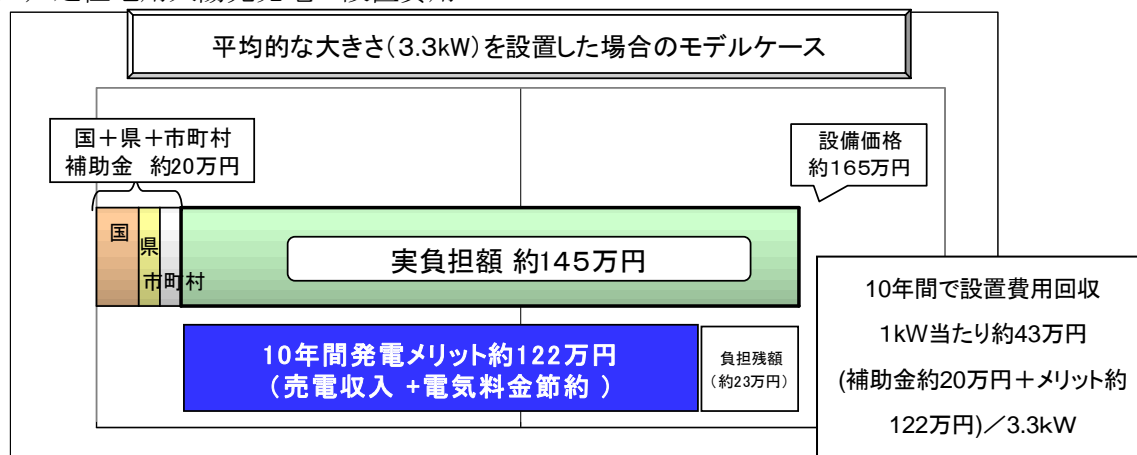 平均的な大きさ(3.3kW)を設置した場合のモデルケース
国+県+市町村
補助金 約20万円
設備価格
約165万円
国
県
市町村
実負担額 約145万円
10年間発電メリット約122万円
(売電収入 +電気料金節約 )
負担残額
(約23万円)
10年間で設置費用回収
1kW当たり約43万円
(補助金約20万円+メリット約
122万円)/3.3kW